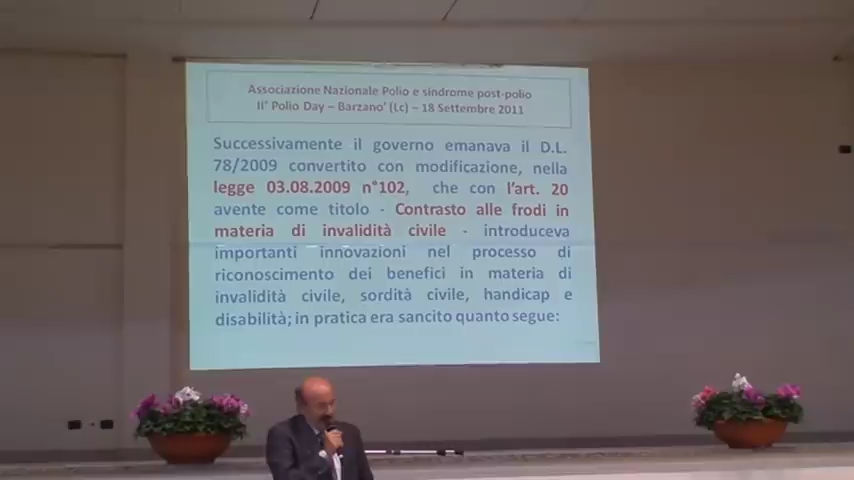 Associazione Nazionale Polio e sindrome post-polio
II° Polio Day – Barzano' (Lc) – 18 Settembre 2011
Successivamente il governo emanava il D.L.
78/2009 convertito con modificazione, nella
legge 03.08.2009 n°102, che con l'art. 20
avente come titolo - Contrasto alle frodi in
materia di invalidità civile - introduceva
importanti innovazioni nel processo di
riconoscimento dei benefici in materia di
invalidità civile, sordità civile, handicap e
disabilità; in pratica era sancito quanto segue: